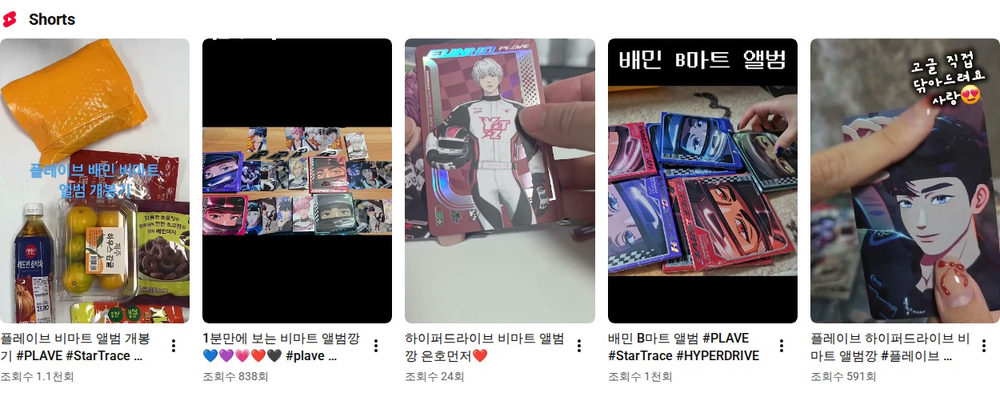 Shorts
플레이브 배민 비마트
앨범 개봉기
플레이브 비마트 앨범 개봉
기 #PLAVE #StarTrace ...
조회수 1.1천회
1분만에 보는 비마트 앨범깡
💙💜💗❤️🖤 #plave ...
조회수 838회
EUNHO PLAVE
하이퍼드라이브 비마트 앨범
깡 은호먼저❤️
조회수 24회
배민 B마트 앨범
배민 B마트 앨범 #PLAVE
#StarTrace #HYPERDRIVE
조회수 1천회
고글 직접
닦아드려요
사랑😍
플레이브 하이퍼드라이브 비
마트 앨범깡 #플레이브 ...
조회수 591회